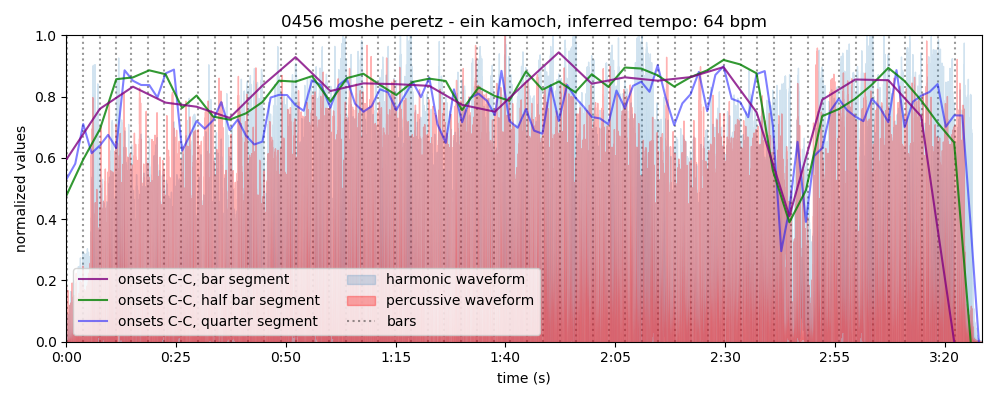 0456 moshe peretz - ein kamoch, inferred tempo: 64 bpm
1.0
0.8
0.6
0.4
0.2
0.0
normalized values
onsets C-C, bar segment
onsets C-C, half bar segment
onsets C-C, quarter segment
harmonic waveform
percussive waveform
bars
0:00 0:25 0:50 1:15 1:40 2:05 2:30 2:55 3:20
time (s)